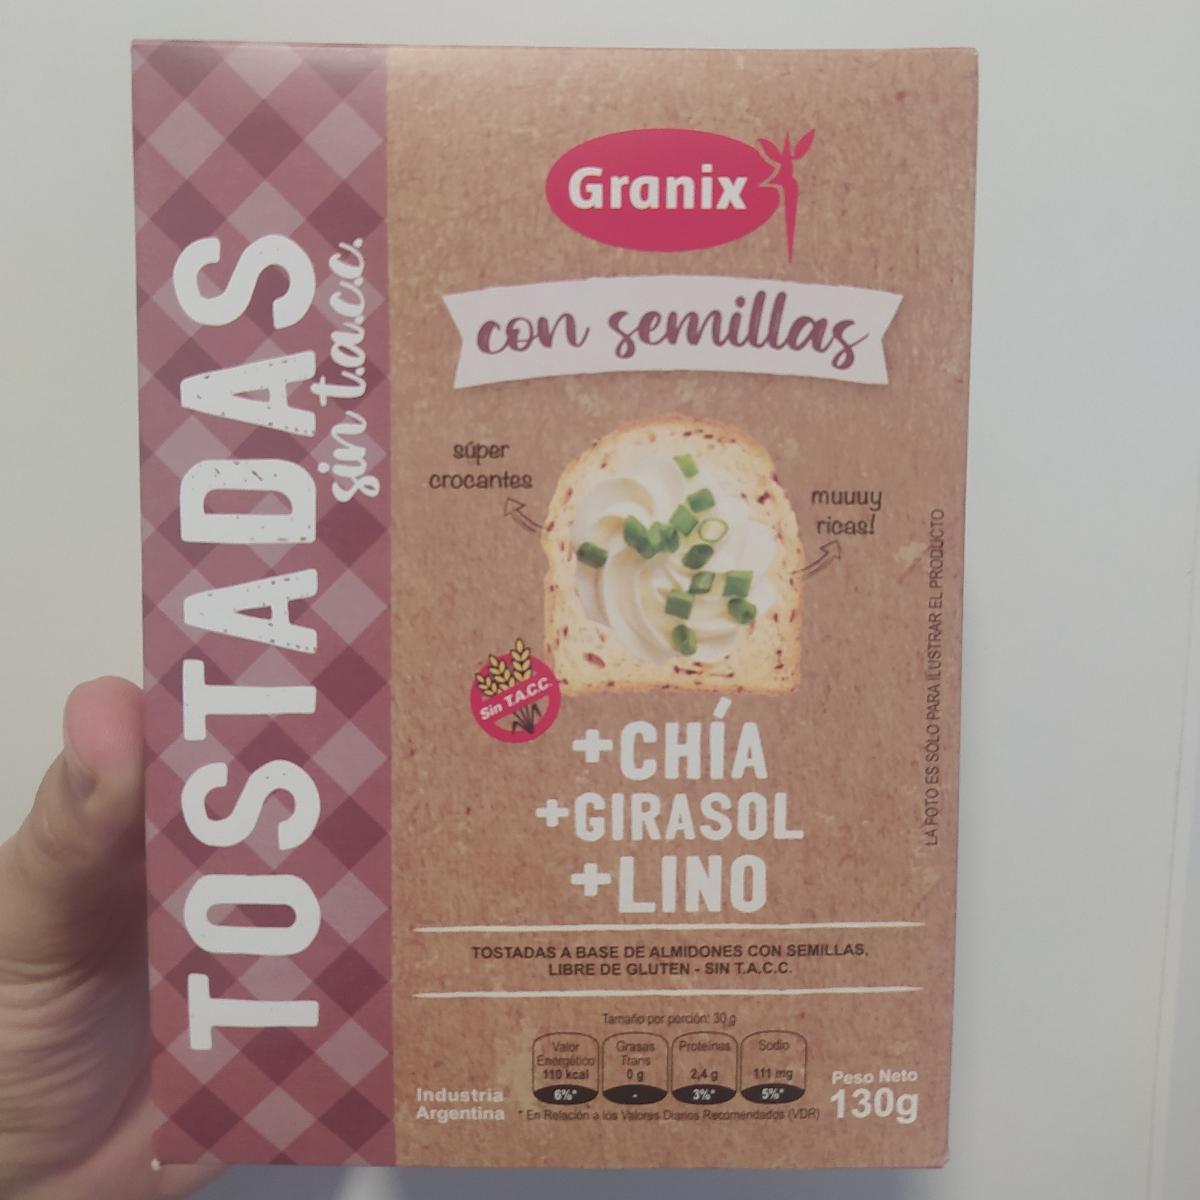 TOSTADAS
sin t.a.c.c.
Granix
con semillas
súper
crocantes
muuuy
ricas!
Sin T.A.C.C.
+CHÍA
+GIRASOL
+LINO
LA FOTO ES SÓLO PARA ILUSTRAR EL PRODUCTO
TOSTADAS A BASE DE ALMIDONES CON SEMILLAS,
LIBRE DE GLUTEN - SIN T.A.C.C.
Tamaño por porción: 30 g
Valor
Energético
110 kcal
6%*
Grasas
Trans
0 g
-
Proteínas
2,4 g
3%*
Sodio
111 mg
5%*
* En Relación a los Valores Diarios Recomendados (VDR)
Industria
Argentina
Peso Neto
130g